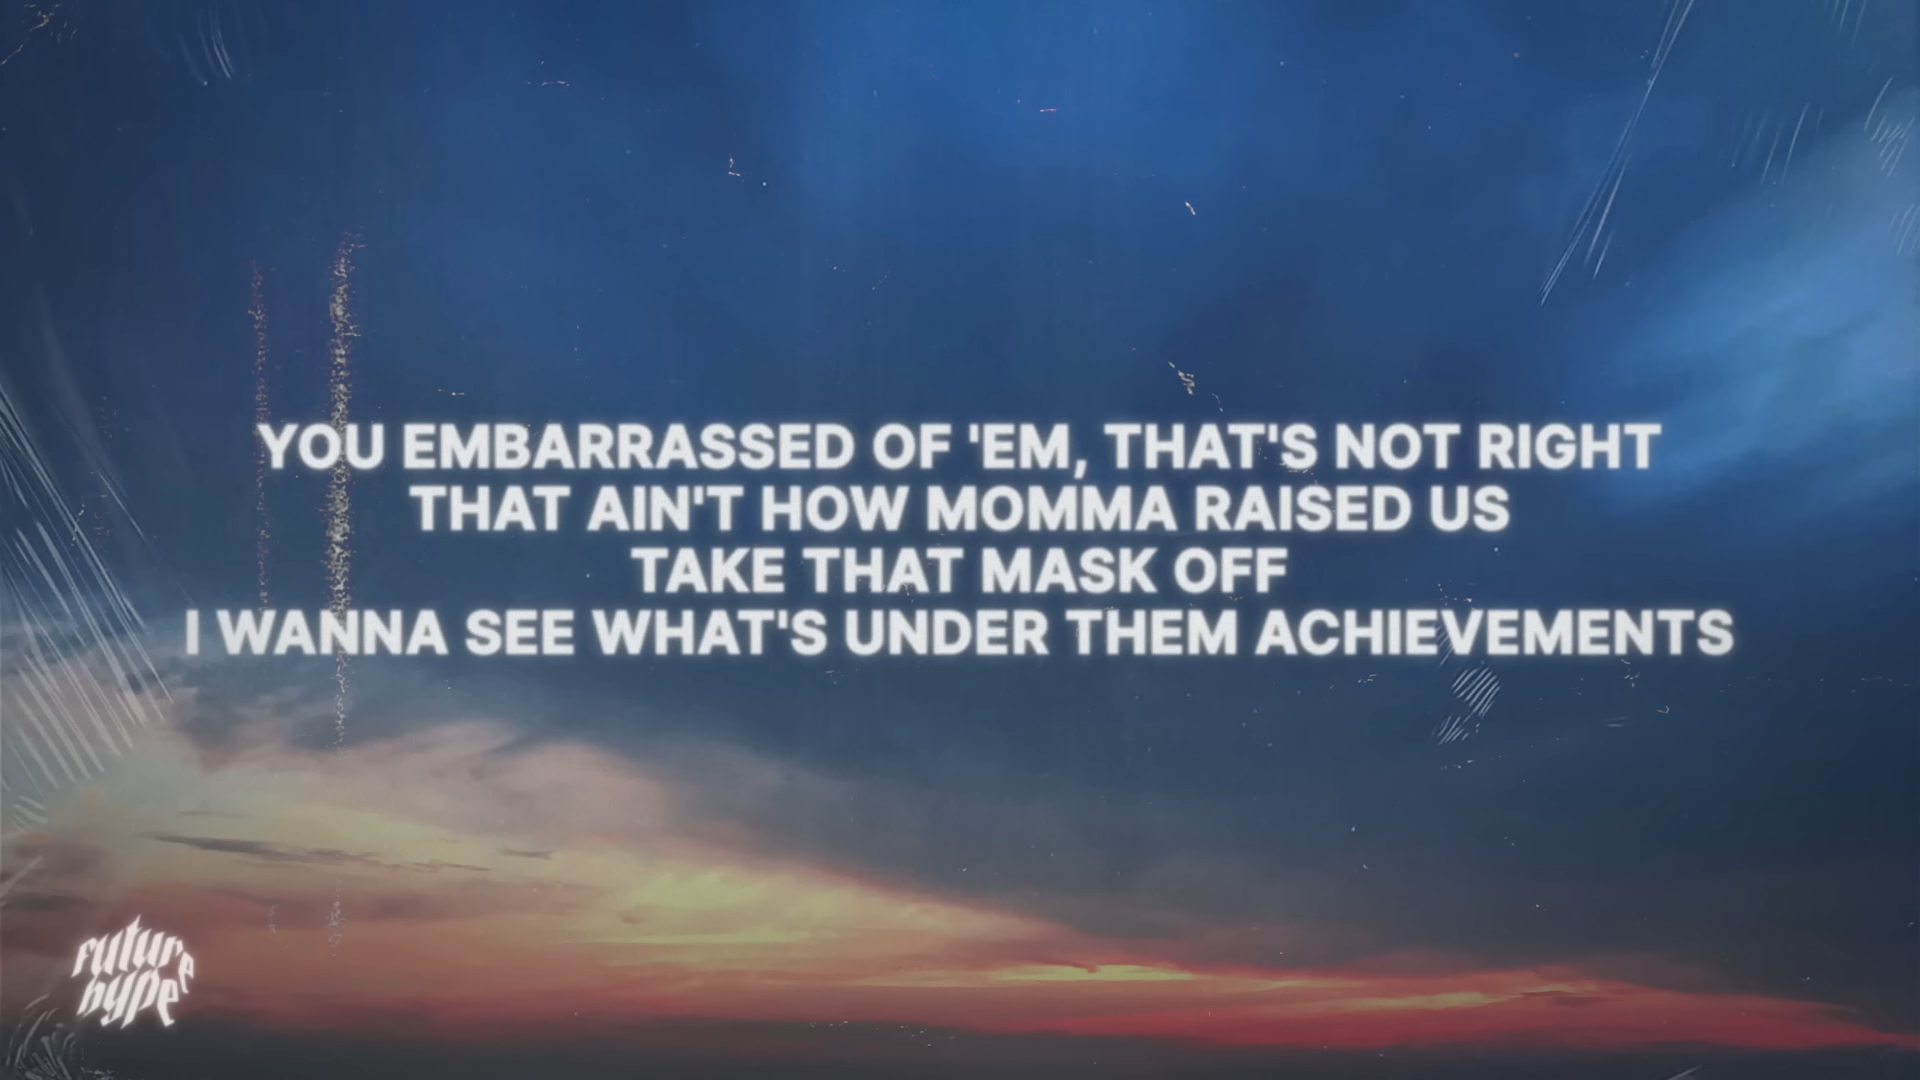 YOU EMBARRASSED OF 'EM, THAT'S NOT RIGHT
THAT AIN'T HOW MOMMA RAISED US
TAKE THAT MASK OFF
I WANNA SEE WHAT'S UNDER THEM ACHIEVEMENTS
future
hype